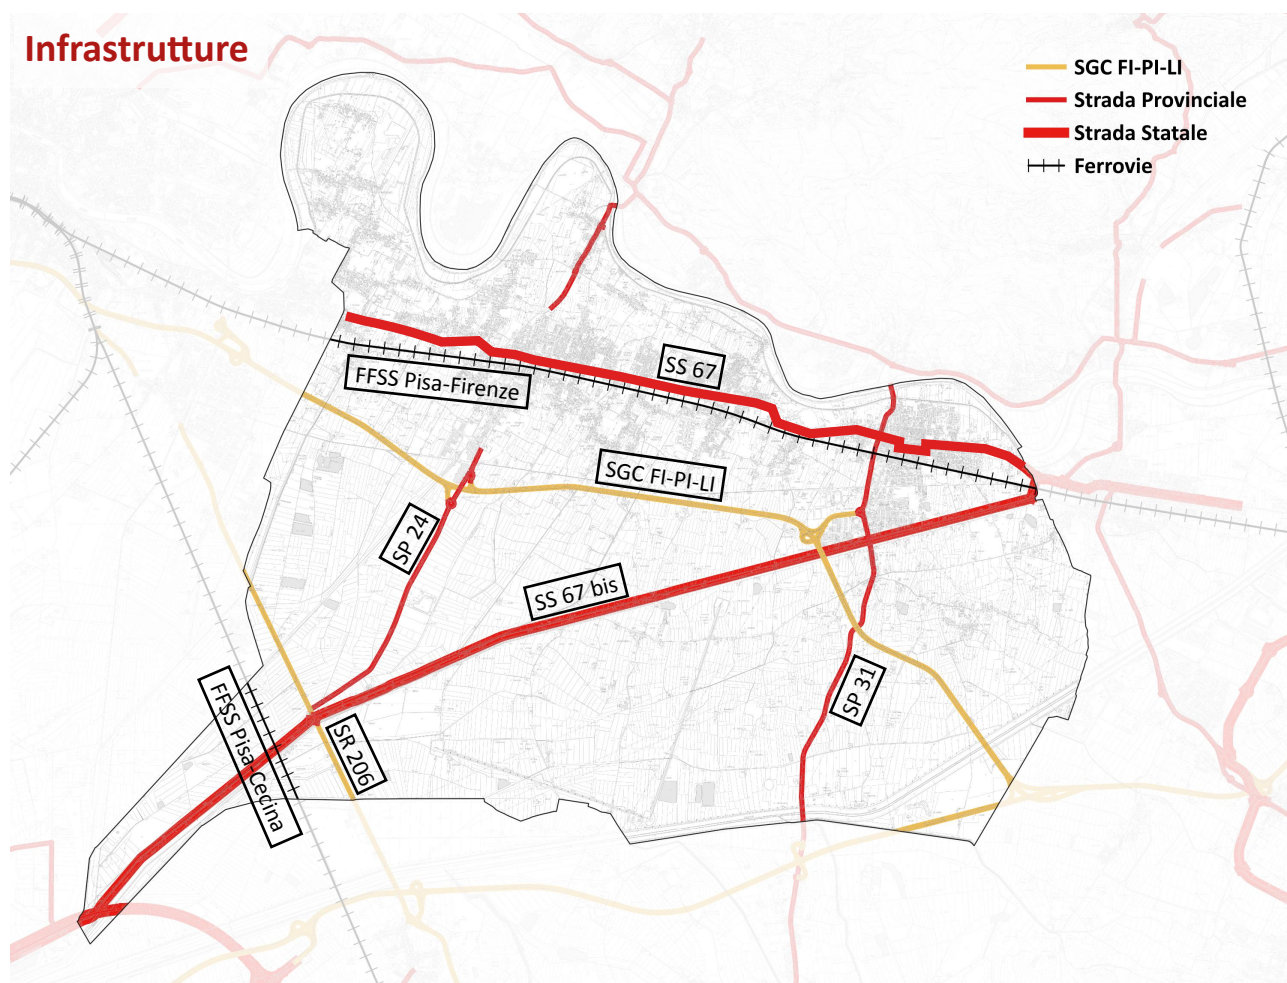 Infrastrutture
SGC FI-PI-LI
Strada Provinciale
Strada Statale
Ferrovie
SS 67
FFSS Pisa-Firenze
SGC FI-PI-LI
SP 24
SS 67 bis
SP 31
FFSS Pisa-Cecina
SR 206